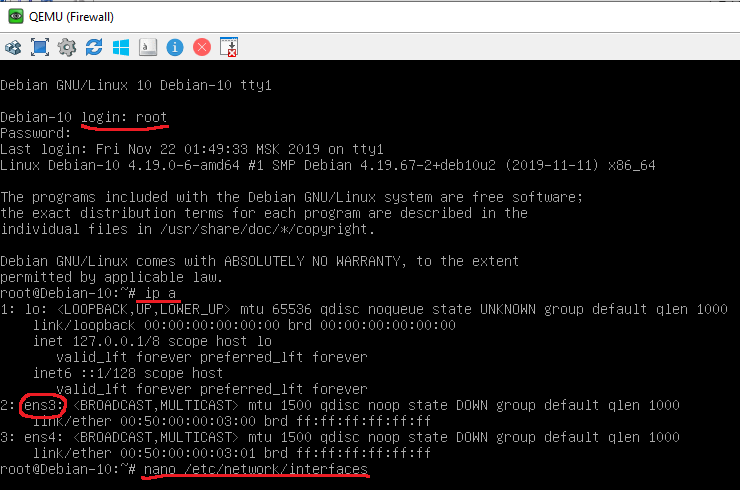 QEMU (Firewall)
Debian GNU/Linux 10 Debian-10 tty1
Debian-10 login: root
Password:
Last login: Fri Nov 22 01:49:33 MSK 2019 on tty1
Linux Debian-10 4.19.0-6-amd64 #1 SMP Debian 4.19.67-2+deb10u2 (2019-11-11) x86_64
The programs included with the Debian GNU/Linux system are free software;
the exact distribution terms for each program are described in the
individual files in /usr/share/doc/*/copyright.
Debian GNU/Linux comes with ABSOLUTELY NO WARRANTY, to the extent
permitted by applicable law.
root@Debian-10:~# ip a
1: lo: <LOOPBACK,UP,LOWER_UP> mtu 65536 qdisc noqueue state UNKNOWN group default qlen 1000
link/loopback 00:00:00:00:00:00 brd 00:00:00:00:00:00
inet 127.0.0.1/8 scope host lo
valid_lft forever preferred_lft forever
inet6 ::1/128 scope host
valid_lft forever preferred_lft forever
2: ens3: <BROADCAST,MULTICAST> mtu 1500 qdisc noop state DOWN group default qlen 1000
link/ether 00:50:00:00:03:00 brd ff:ff:ff:ff:ff:ff
3: ens4: <BROADCAST,MULTICAST> mtu 1500 qdisc noop state DOWN group default qlen 1000
link/ether 00:50:00:00:03:01 brd ff:ff:ff:ff:ff:ff
root@Debian-10:~# nano /etc/network/interfaces